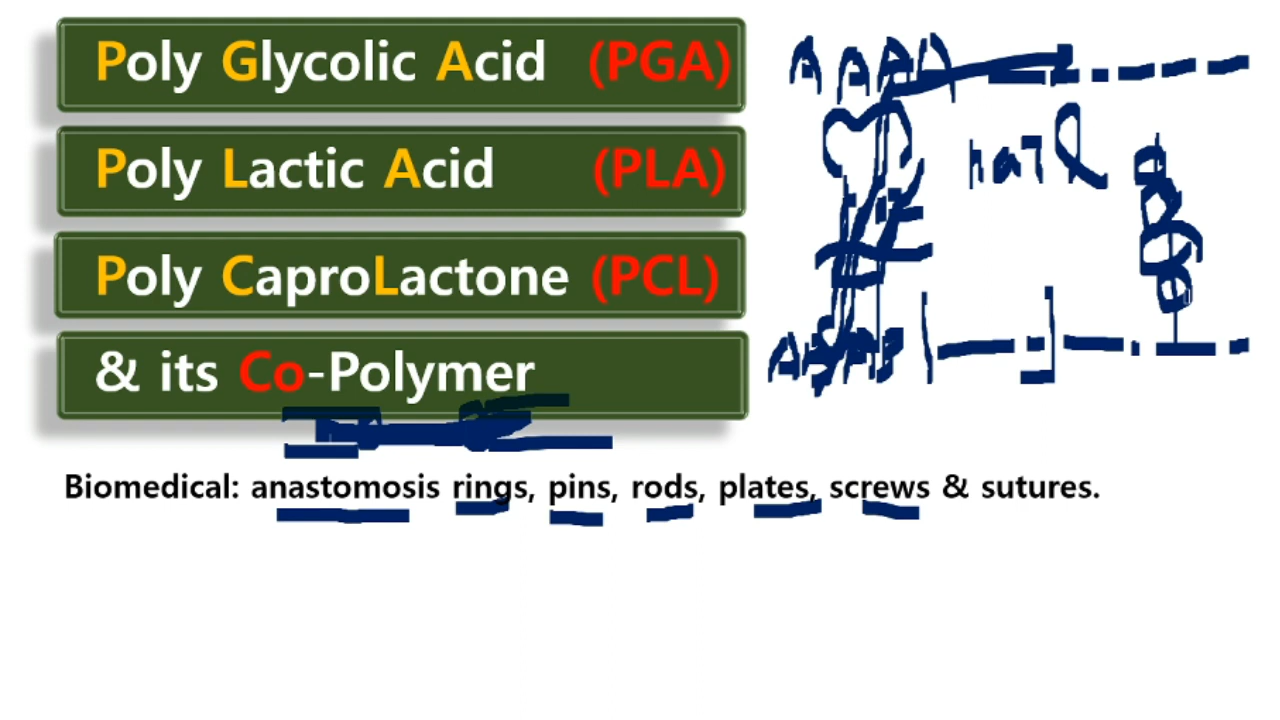 Poly Glycolic Acid (PGA)
Poly Lactic Acid (PLA)
Poly CaproLactone (PCL)
& its Co-Polymer
Biomedical: anastomosis rings, pins, rods, plates, screws & sutures.